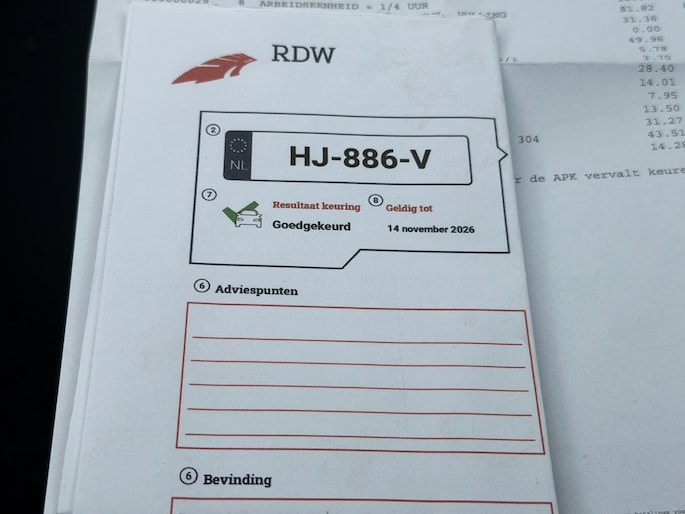 8 ARBEIDSEENHEID = 1/4 UUR
81.82
31.36
0.00
49.96
5.78
28.40
14.01
7.95
13.50
31.27
304 43.51
14.28
de APK vervalt keure
RDW
2
NL HJ-886-V
7 Resultaat keuring 8 Geldig tot
Goedgekeurd 14 november 2026
6 Adviespunten
6 Bevinding